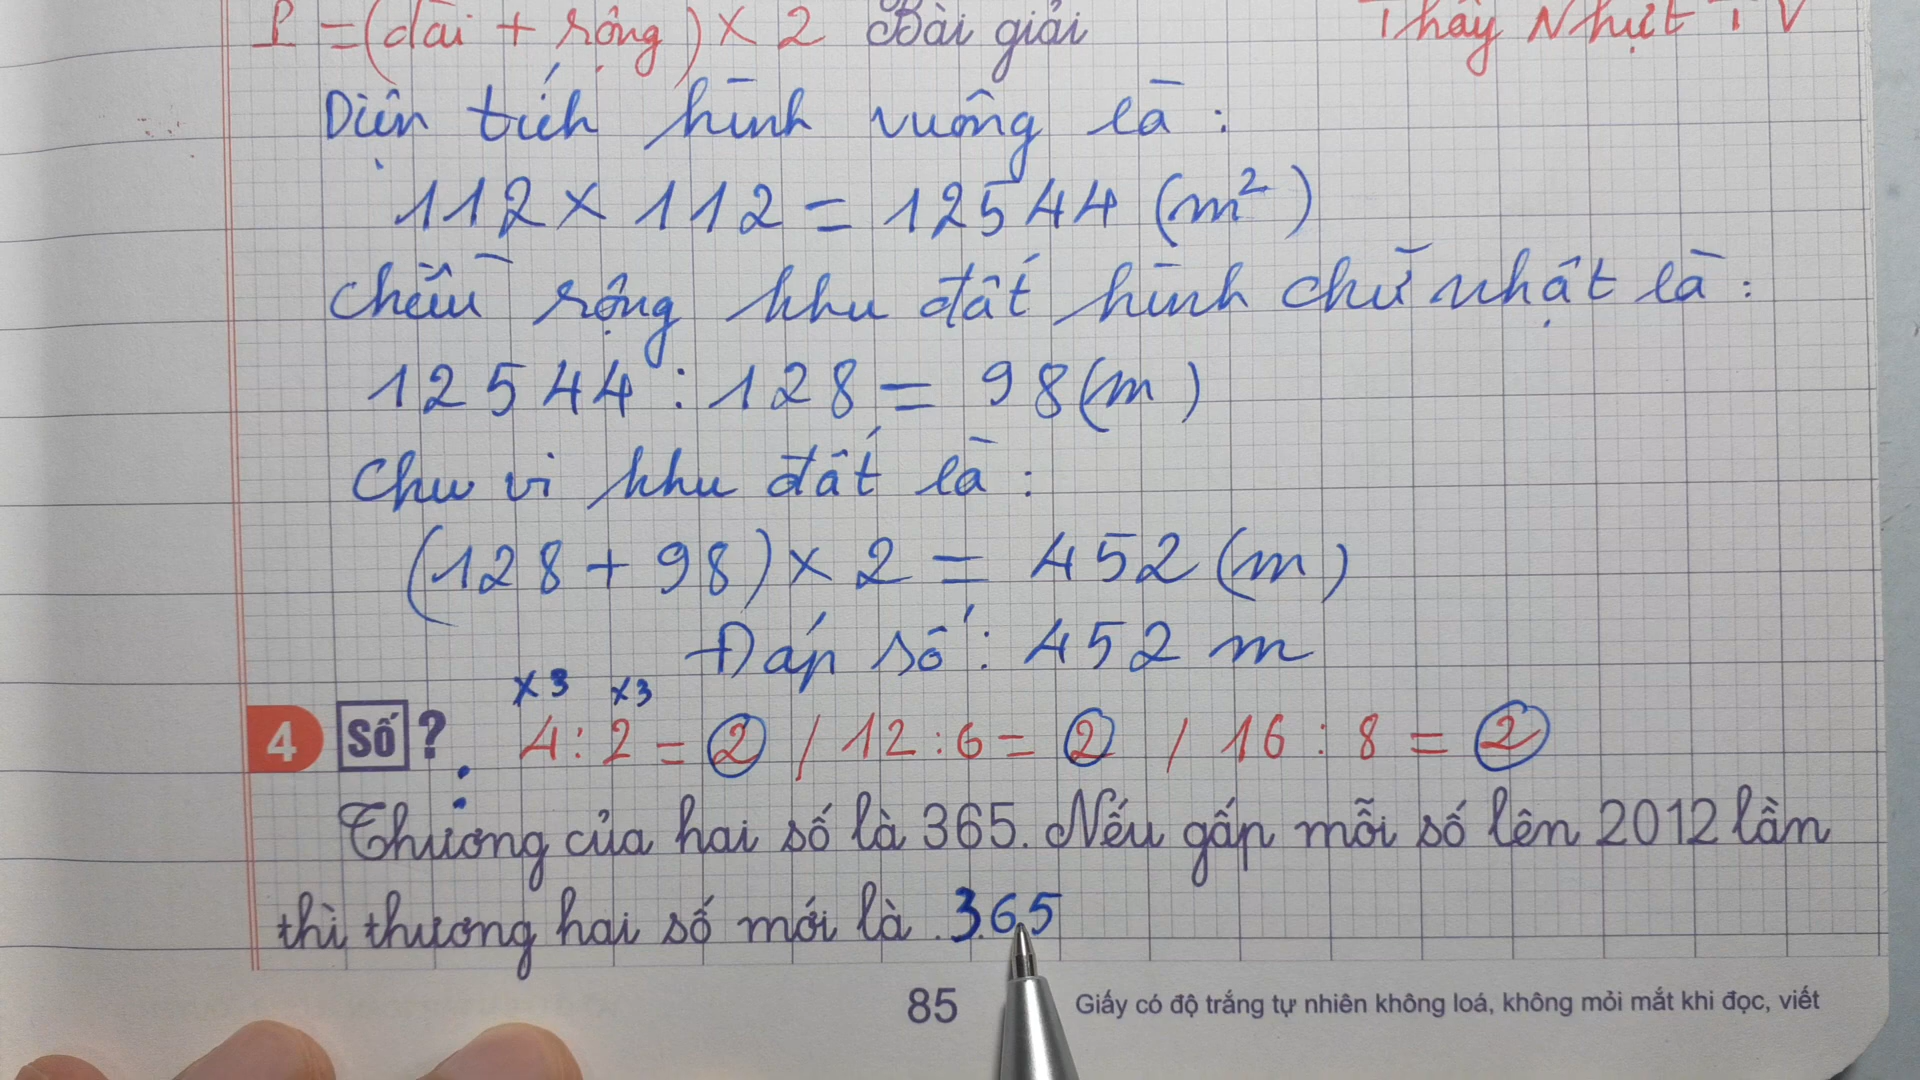 P = (dài + rộng) × 2 Bài giải Thầy Nhựt TV
Diện tích hình vuông là:
112 × 112 = 12544 (m²)
Chiều rộng khu đất hình chữ nhật là:
12544 : 128 = 98 (m)
Chu vi khu đất là:
(128 + 98) × 2 = 452 (m)
Đáp số: 452 m
×3 ×3
4 Số ? 4 : 2 = 2 / 12 : 6 = 2 / 16 : 8 = 2
Thương của hai số là 365. Nếu gấp mỗi số lên 2012 lần
thì thương hai số mới là 365
85 Giấy có độ trắng tự nhiên không loá, không mỏi mắt khi đọc, viết